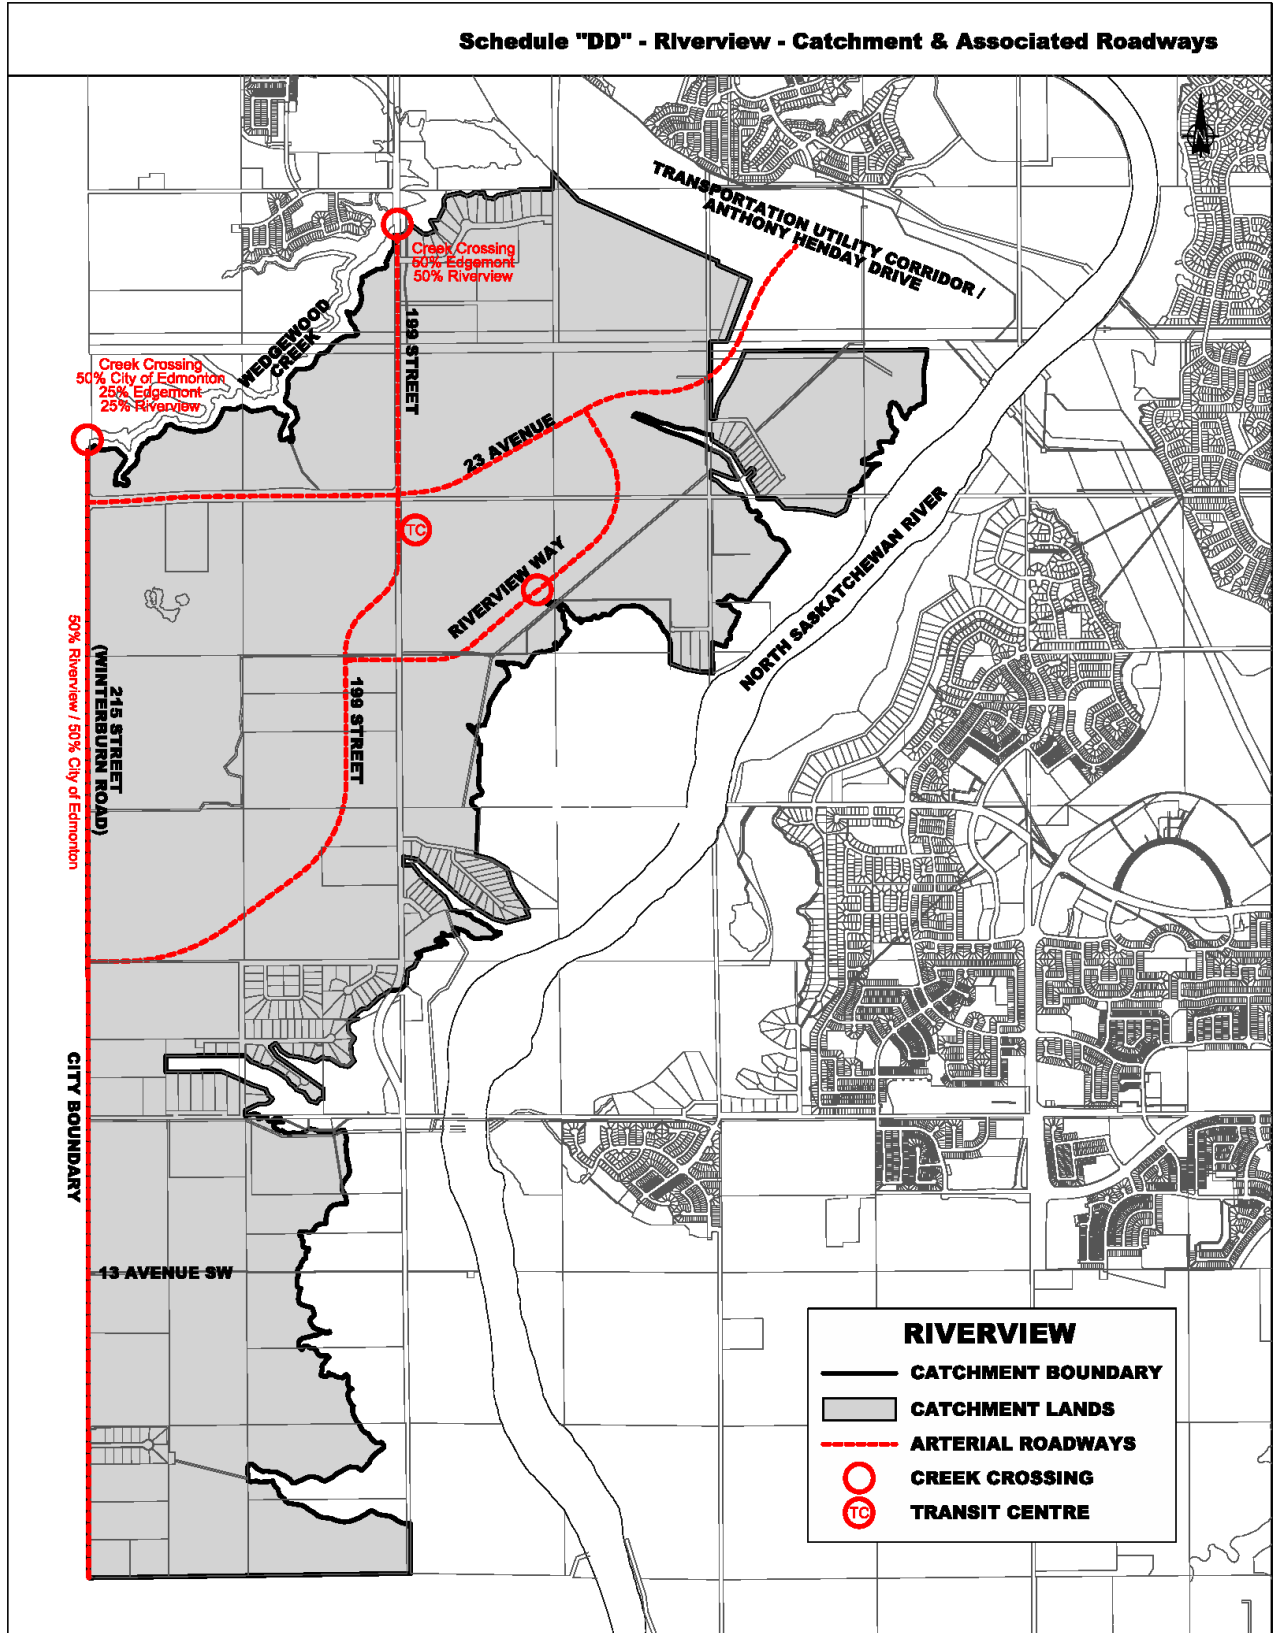 Schedule "DD" - Riverview - Catchment & Associated Roadways
N
TRANSPORTATION UTILITY CORRIDOR /
ANTHONY HENDAY DRIVE
Creek Crossing
50% Edgemont
50% Riverview
WEDGEWOOD
CREEK
199 STREET
Creek Crossing
50% City of Edmonton
25% Edgemont
25% Riverview
23 AVENUE
TC
RIVERVIEW WAY
NORTH SASKATCHEWAN RIVER
215 STREET
(WINTERBURN ROAD)
50% Riverview / 50% City of Edmonton
199 STREET
CITY BOUNDARY
13 AVENUE SW
RIVERVIEW
CATCHMENT BOUNDARY
CATCHMENT LANDS
ARTERIAL ROADWAYS
CREEK CROSSING
TC TRANSIT CENTRE